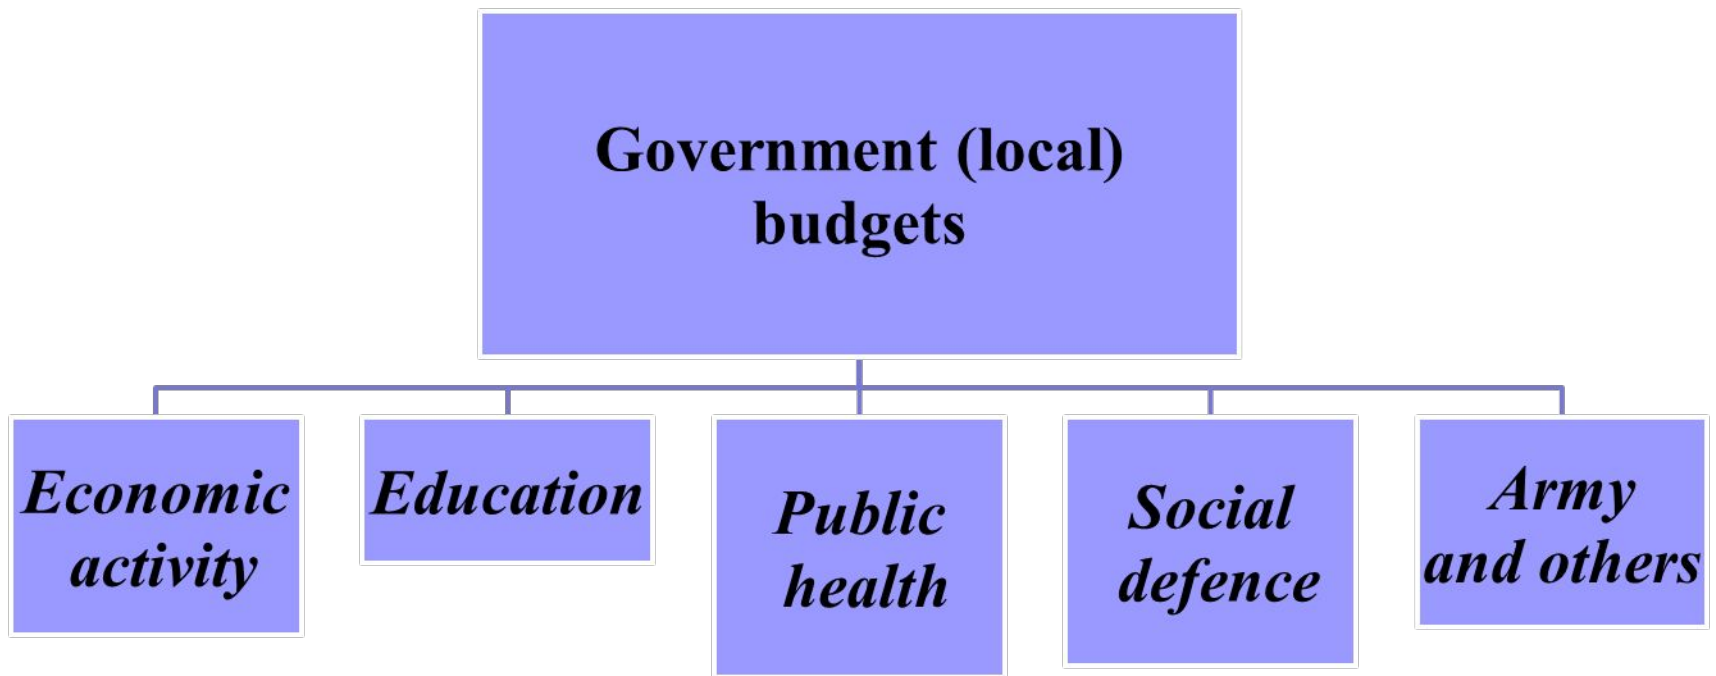 Government (local)
budgets
Economic
activity
Education
Public
health
Social
defence
Army
and others